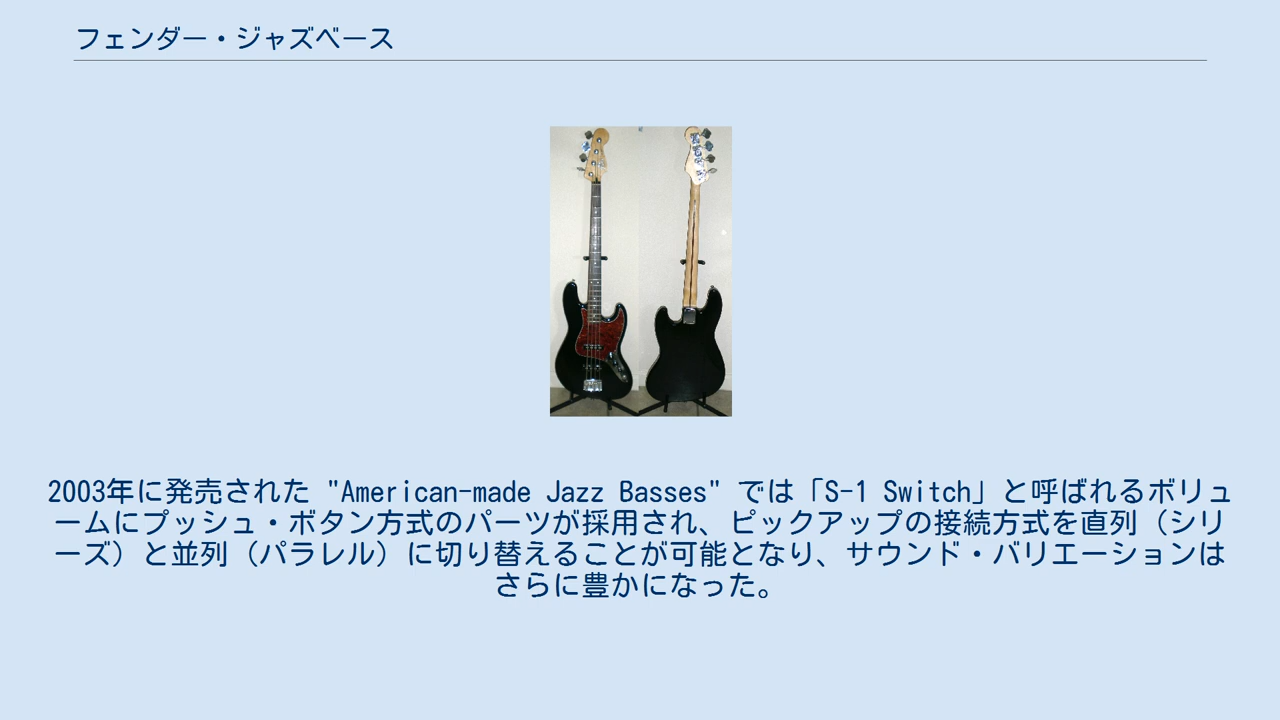 フェンダー・ジャズベース
2003年に発売された "American-made Jazz Basses" では「S-1 Switch」と呼ばれるボリュ
ームにプッシュ・ボタン方式のパーツが採用され、ピックアップの接続方式を直列（シリ
ーズ）と並列（パラレル）に切り替えることが可能となり、サウンド・バリエーションは
さらに豊かになった。